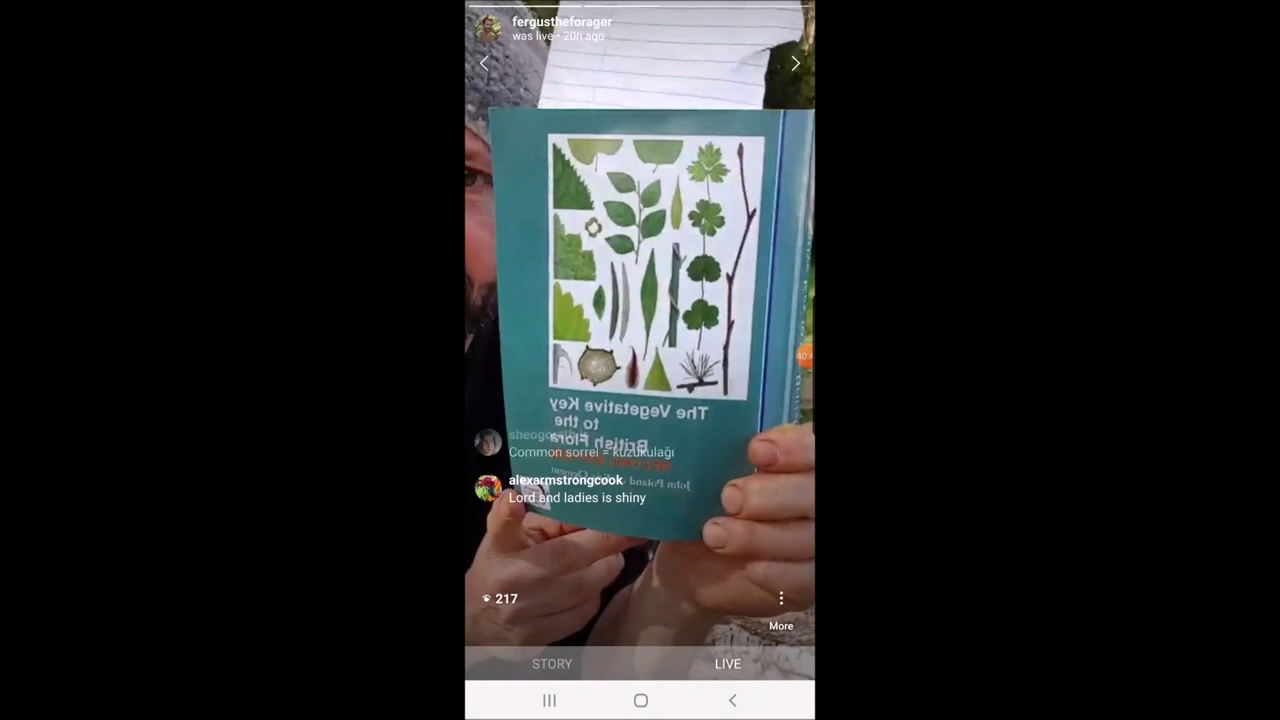 fergustheforager
was live • 20h ago
The Vegetative Key
to the
British Flora
John Poland
Clement
Common sorrel = kuzukulağı
alexarmstrongcook
Lord and ladies is shiny
217
More
STORY
LIVE